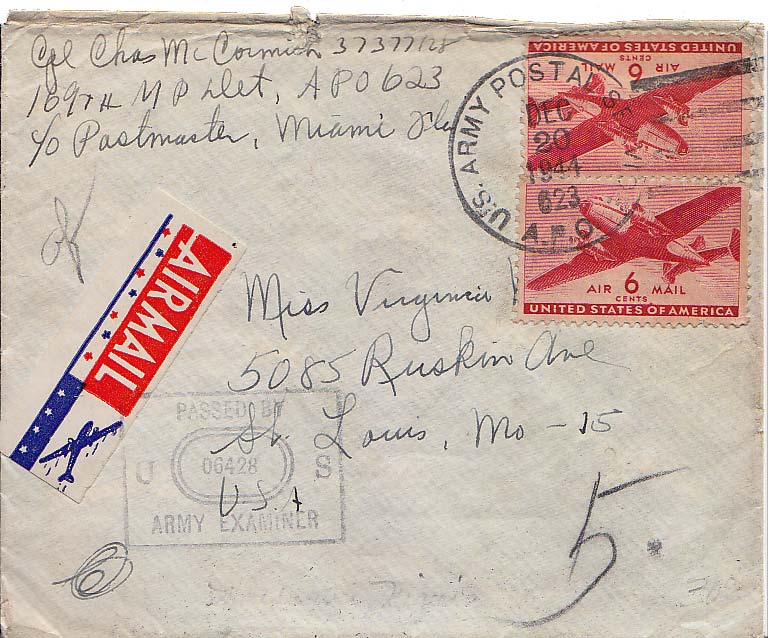 Cpl Chas McCormick 37377128
109TH M P Det, APO 623
c/o Postmaster, Miami Fla
UNITED STATES OF AMERICA
CENTS
AIR 6 MAIL
U.S. ARMY POSTAL SERVICE
DEC
20
1944
623
A.P.O.
AIR 6 MAIL
CENTS
UNITED STATES OF AMERICA
OK
AIRMAIL
Miss Virginia
5085 Ruskin Ave
St. Louis, Mo - 15
U.S.A
PASSED BY
U 06428 S
ARMY EXAMINER
6
5.